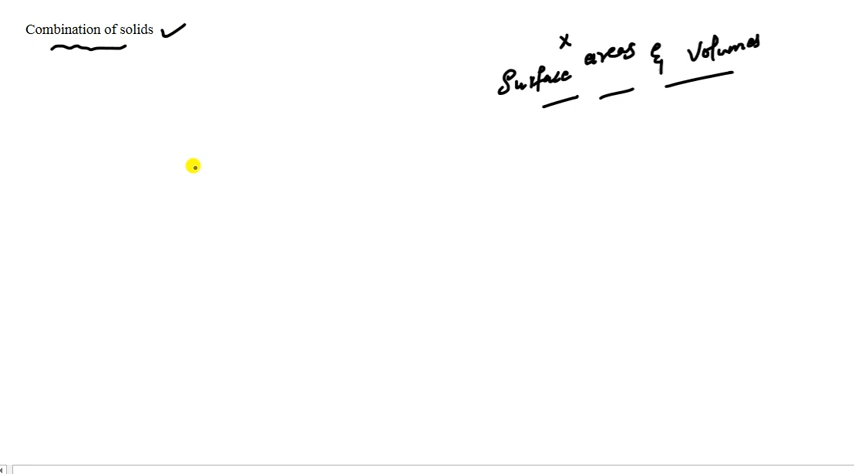 Combination of solids
X
Surface areas & Volumes